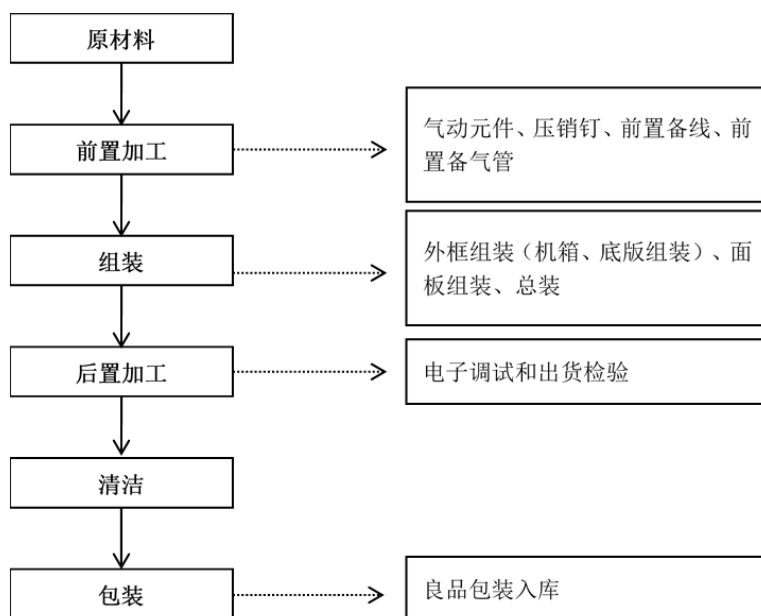 原材料
前置加工
气动元件、压销钉、前置备线、前
置备气管
组装
外框组装（机箱、底版组装）、面
板组装、总装
后置加工
电子调试和出货检验
清洁
包装
良品包装入库